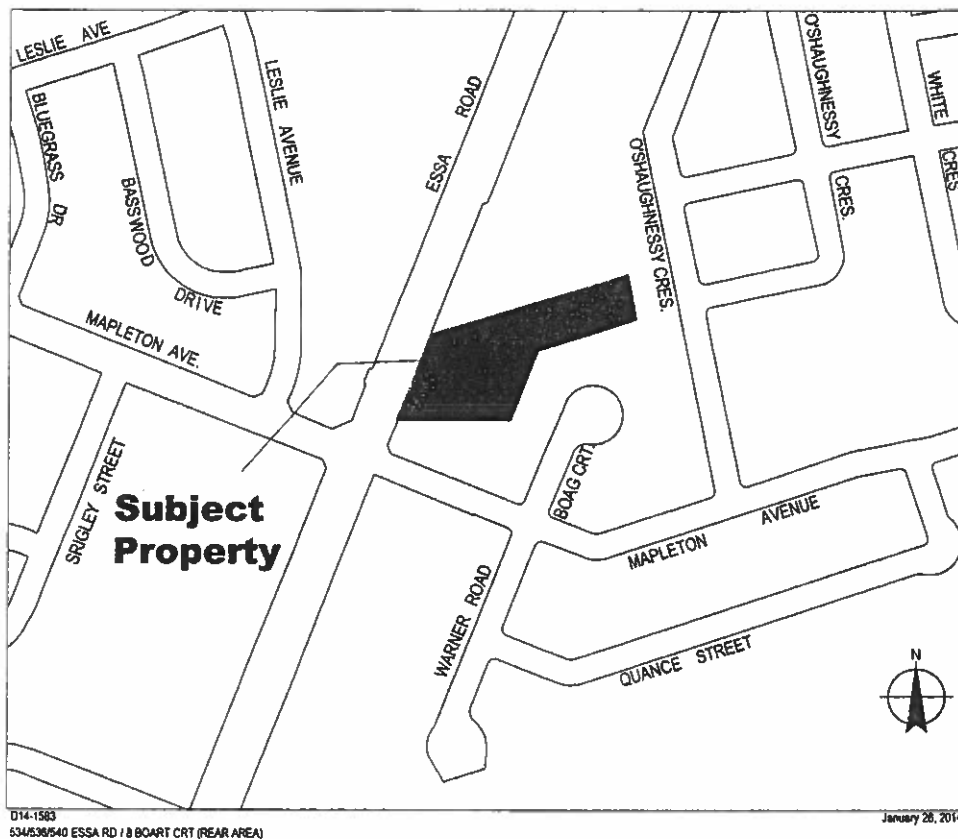 LESLIE AVE
BLUEGRASS DR
BASSWOOD DRIVE
LESLIE AVENUE
ESSA ROAD
O'SHAUGHNESSY CRES.
O'SHAUGHNESSY
CRES.
WHITE
CRES
MAPLETON AVE.
SRIGLEY STREET
Subject
Property
BOAG CRT.
MAPLETON AVENUE
WARNER ROAD
QUANCE STREET
N
D14-1583
January 28, 2014
534/536/540 ESSA RD / 8 BOART CRT (REAR AREA)